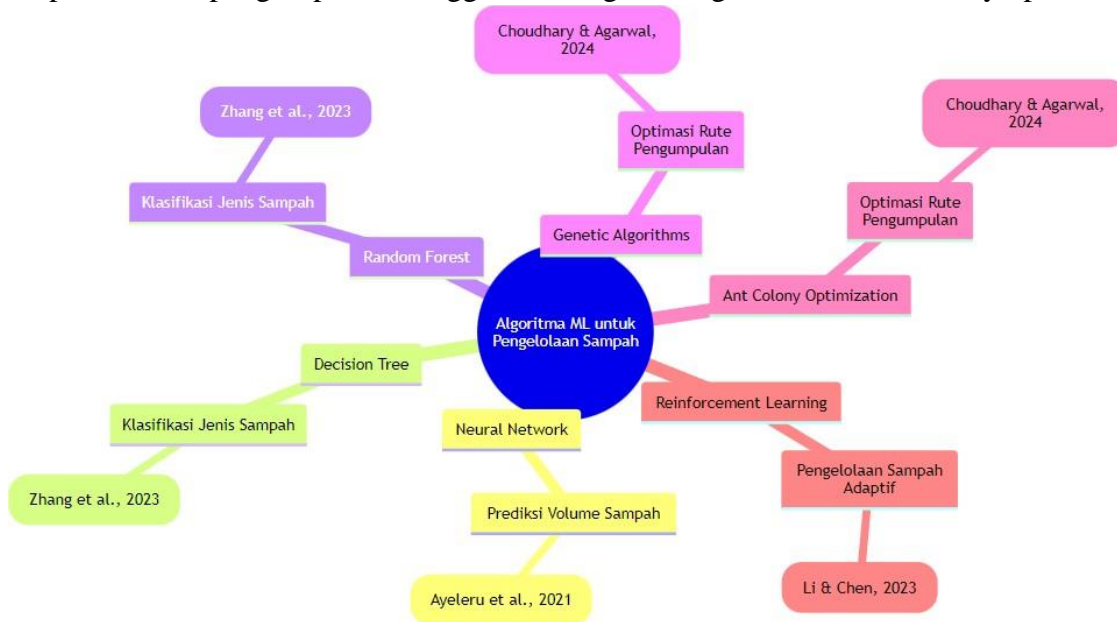 Choudhary & Agarwal,
2024
Optimasi Rute
Pengumpulan
Genetic Algorithms
Choudhary & Agarwal,
2024
Optimasi Rute
Pengumpulan
Ant Colony Optimization
Zhang et al., 2023
Klasifikasi Jenis Sampah
Random Forest
Algoritma ML untuk
Pengelolaan Sampah
Decision Tree
Klasifikasi Jenis Sampah
Zhang et al., 2023
Neural Network
Prediksi Volume Sampah
Ayeleru et al., 2021
Reinforcement Learning
Pengelolaan Sampah
Adaptif
Li & Chen, 2023